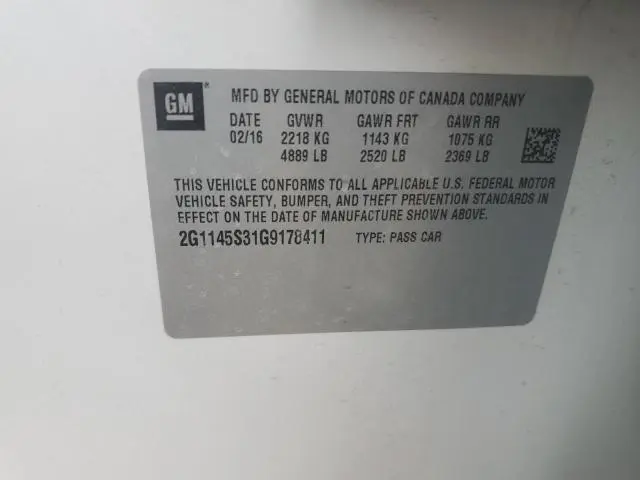 GM ® MFD BY GENERAL MOTORS OF CANADA COMPANY
DATE GVWR GAWR FRT GAWR RR
02/16 2218 KG 1143 KG 1075 KG
4889 LB 2520 LB 2369 LB
THIS VEHICLE CONFORMS TO ALL APPLICABLE U.S. FEDERAL MOTOR
VEHICLE SAFETY, BUMPER, AND THEFT PREVENTION STANDARDS IN
EFFECT ON THE DATE OF MANUFACTURE SHOWN ABOVE.
2G1145S31G9178411 TYPE: PASS CAR